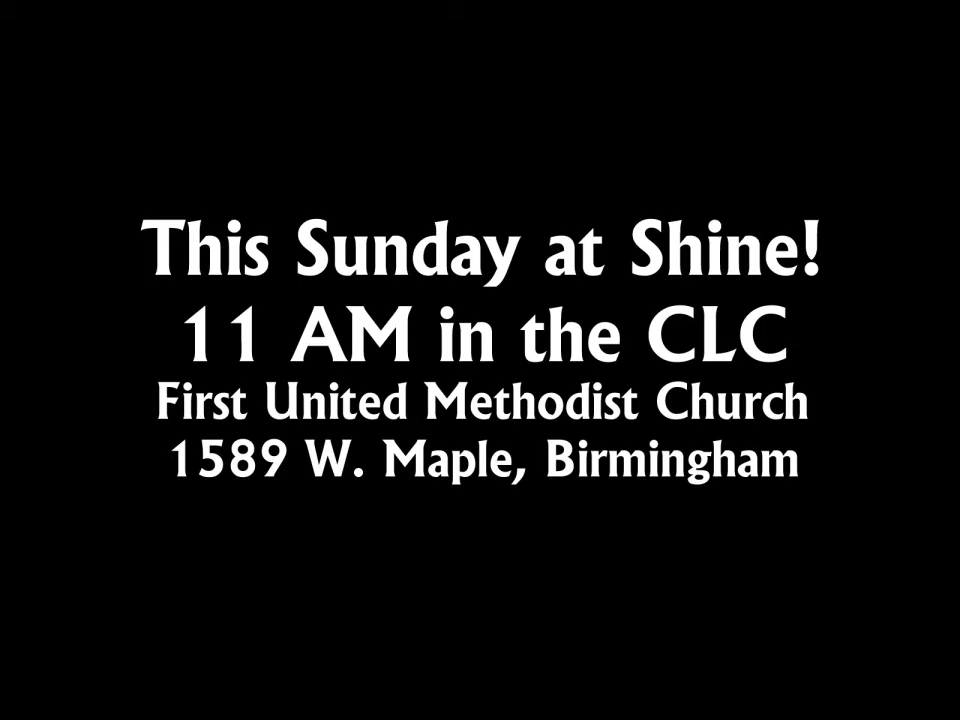 This Sunday at Shine!
11 AM in the CLC
First United Methodist Church
1589 W. Maple, Birmingham